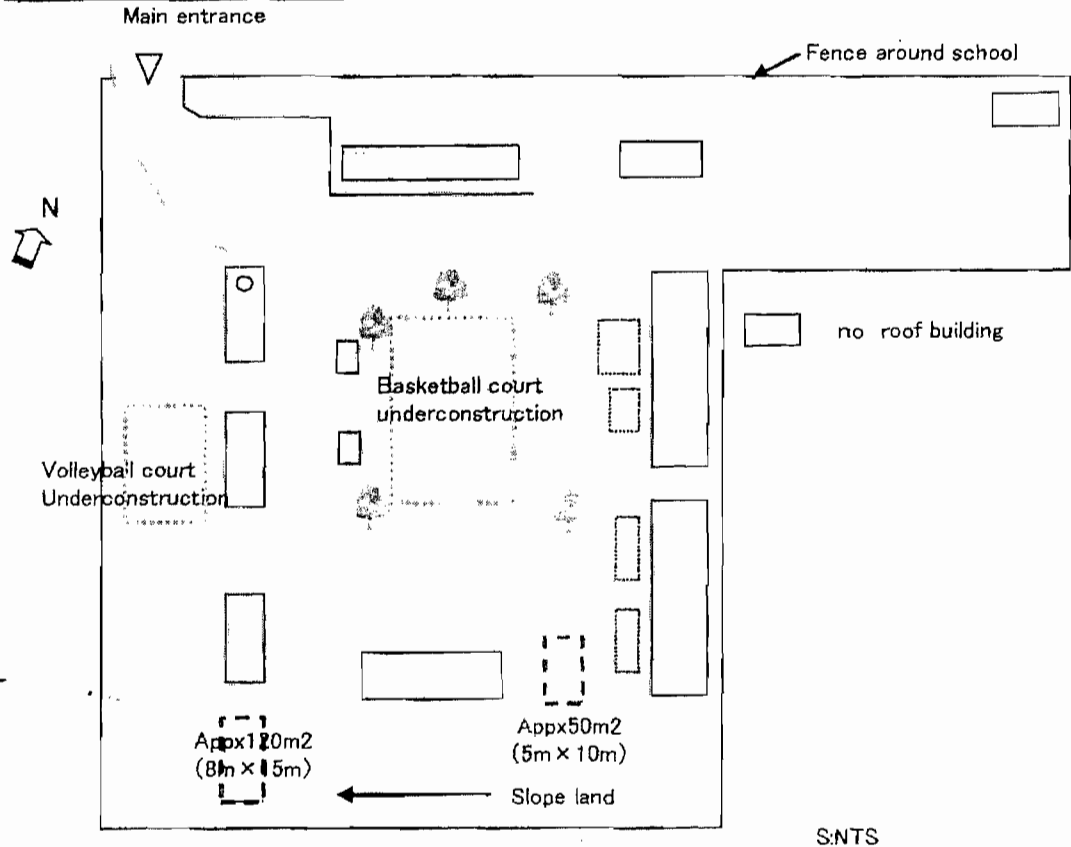 Main entrance
Fence around school
N
no roof building
Basketball court
underconstruction
Volleyball court
Underconstruction
Appx120m2
(8m × 15m)
Appx50m2
(5m × 10m)
Slope land
S:NTS